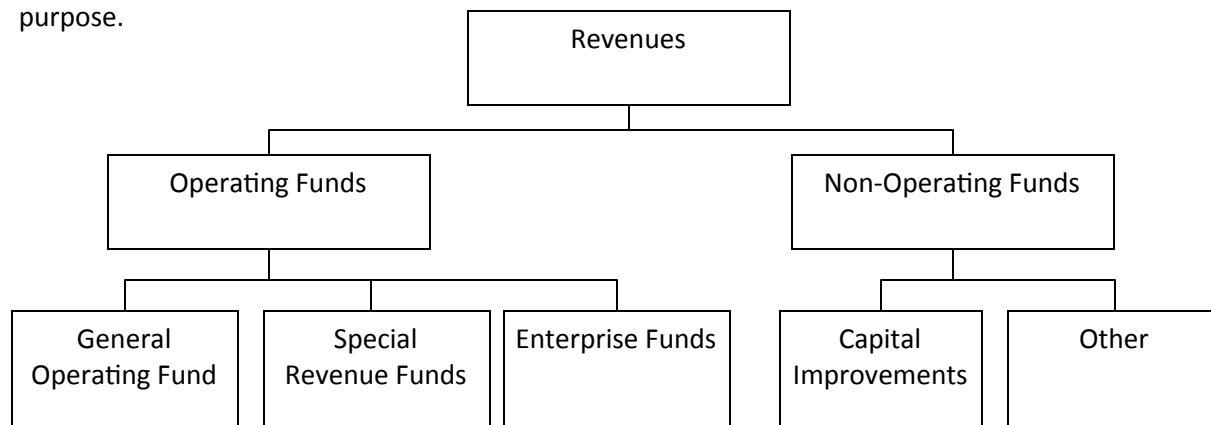 purpose.
Revenues
Operating Funds
Non-Operating Funds
General
Operating Fund
Special
Revenue Funds
Enterprise Funds
Capital
Improvements
Other